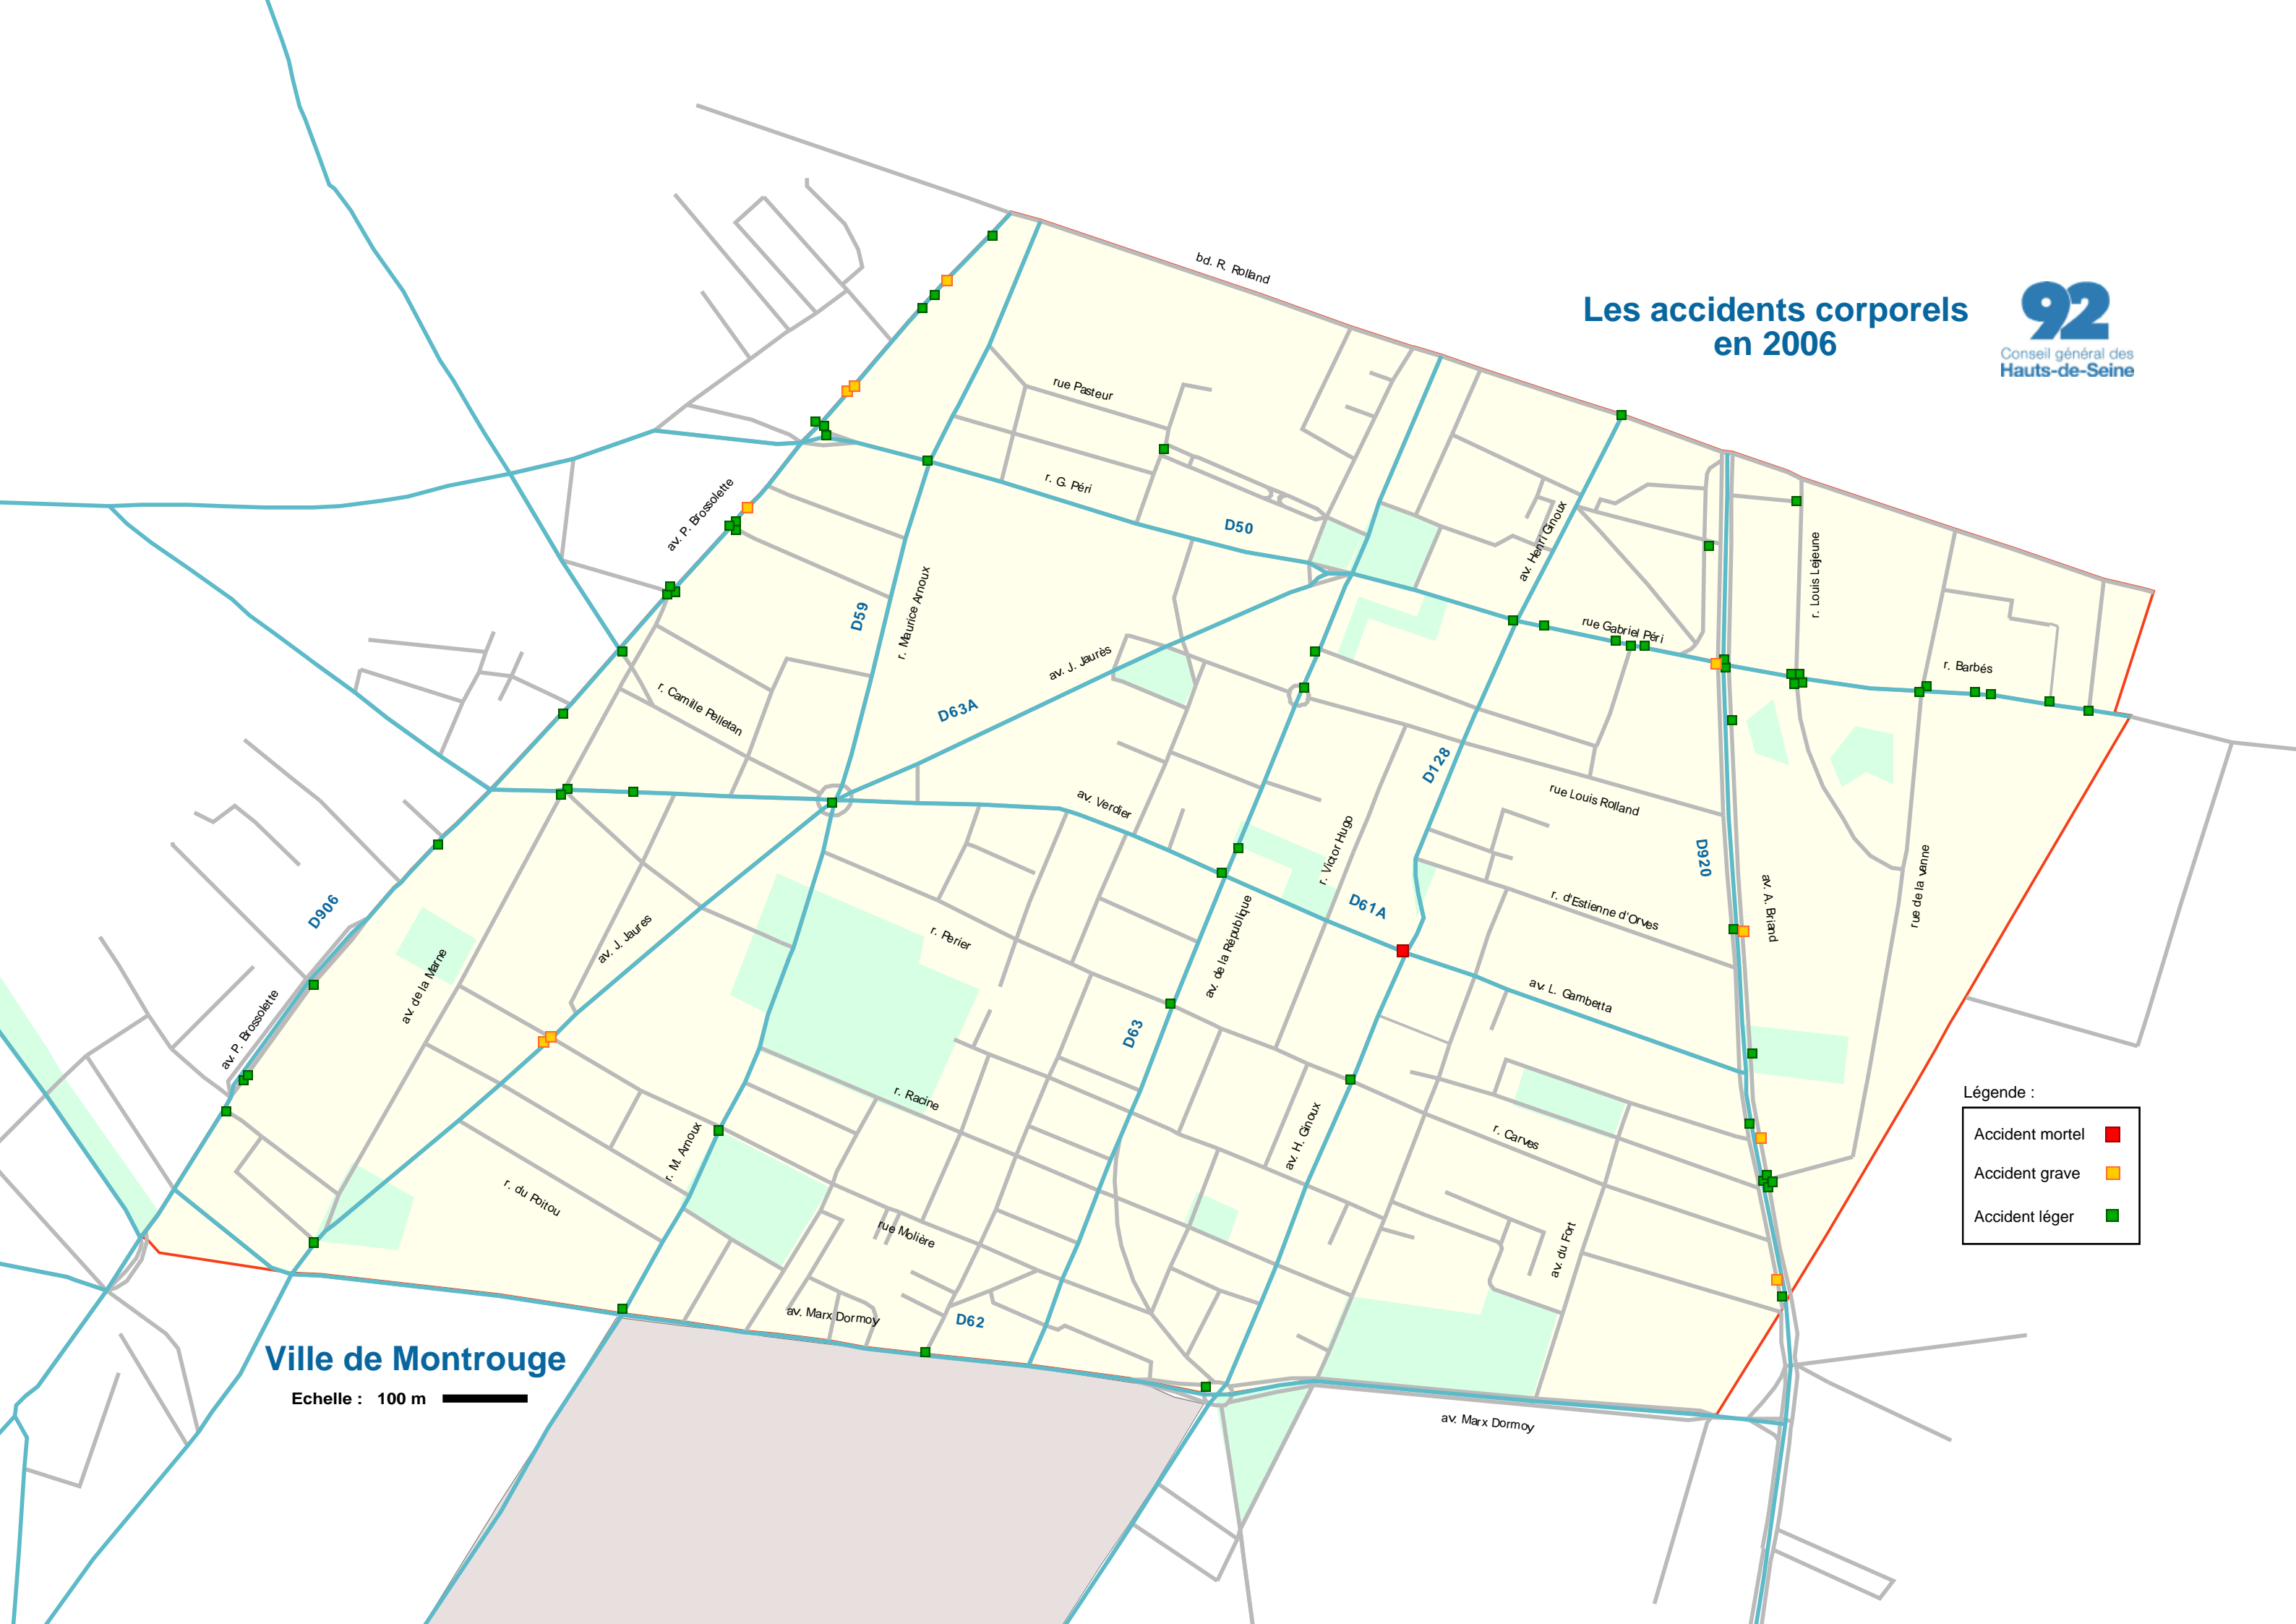 bd. R. Rolland
Les accidents corporels
en 2006
92
Conseil général des
Hauts-de-Seine
rue Pasteur
r. G. Péri
D50
av. P. Brossolette
av. Henri Ginoux
r. Louis Lejeune
D59
r. Maurice Arnoux
rue Gabriel Péri
r. Barbés
av. J. Jaurès
r. Camille Pelletan
D63A
D128
av. Verdier
rue Louis Rolland
r. Victor Hugo
D920
av. A. Briand
rue de la vanne
D906
D61A
r. d'Estienne d'Orves
av. J. Jaures
r. Perier
av. de la République
av. de la Marne
av. L. Gambetta
av. P. Brossolette
D63
r. Racine
av. H. Ginoux
r. Carves
r. M. Arnoux
r. du Poitou
rue Molière
av. du Fort
av. Marx Dormoy
D62
Légende :
Accident mortel
Accident grave
Accident léger
Ville de Montrouge
Echelle : 100 m
av. Marx Dormoy